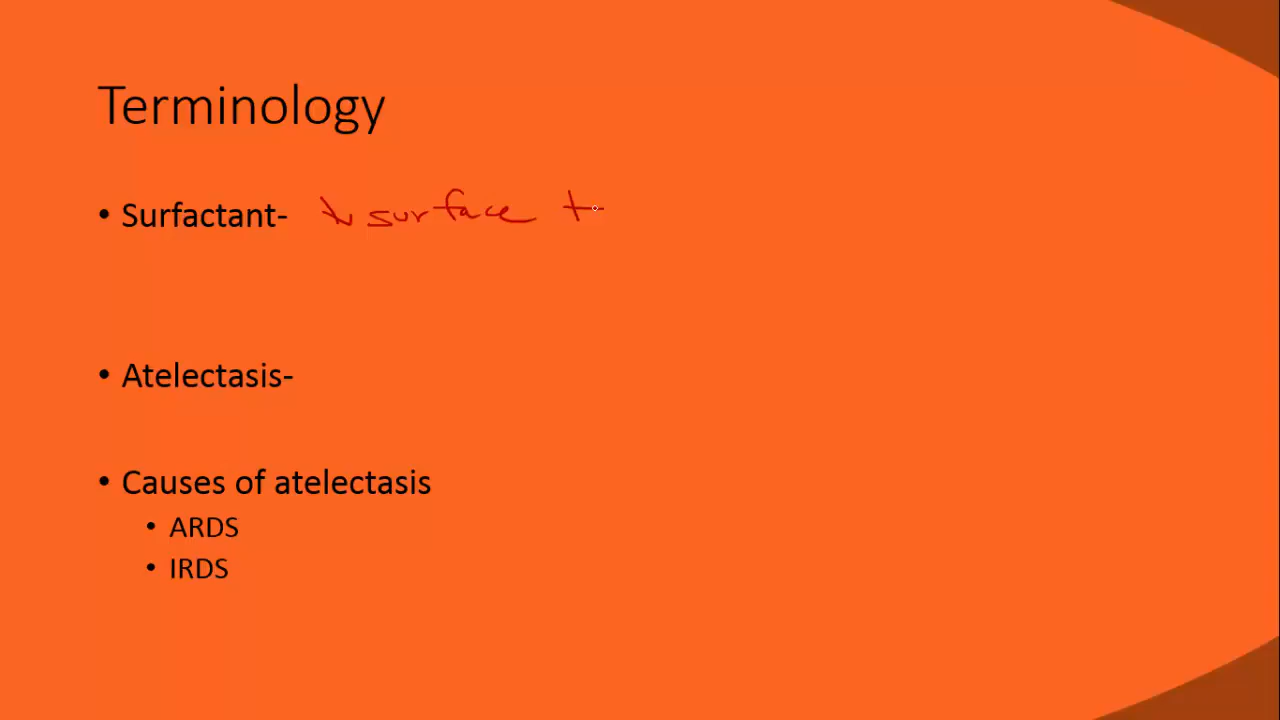 Terminology
• Surfactant- ↓ surface t
• Atelectasis-
• Causes of atelectasis
• ARDS
• IRDS